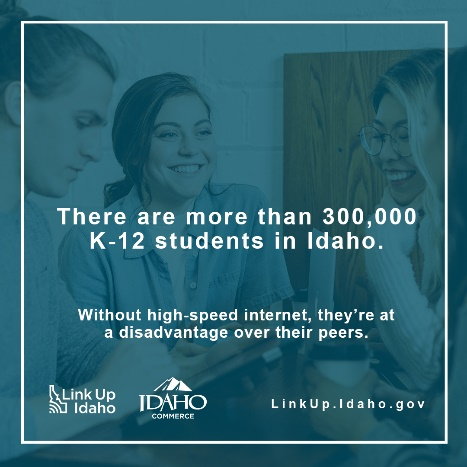 There are more than 300,000
K-12 students in Idaho.
Without high-speed internet, they're at
a disadvantage over their peers.
Link Up
Idaho
IDAHO
COMMERCE
LinkUp.Idaho.gov